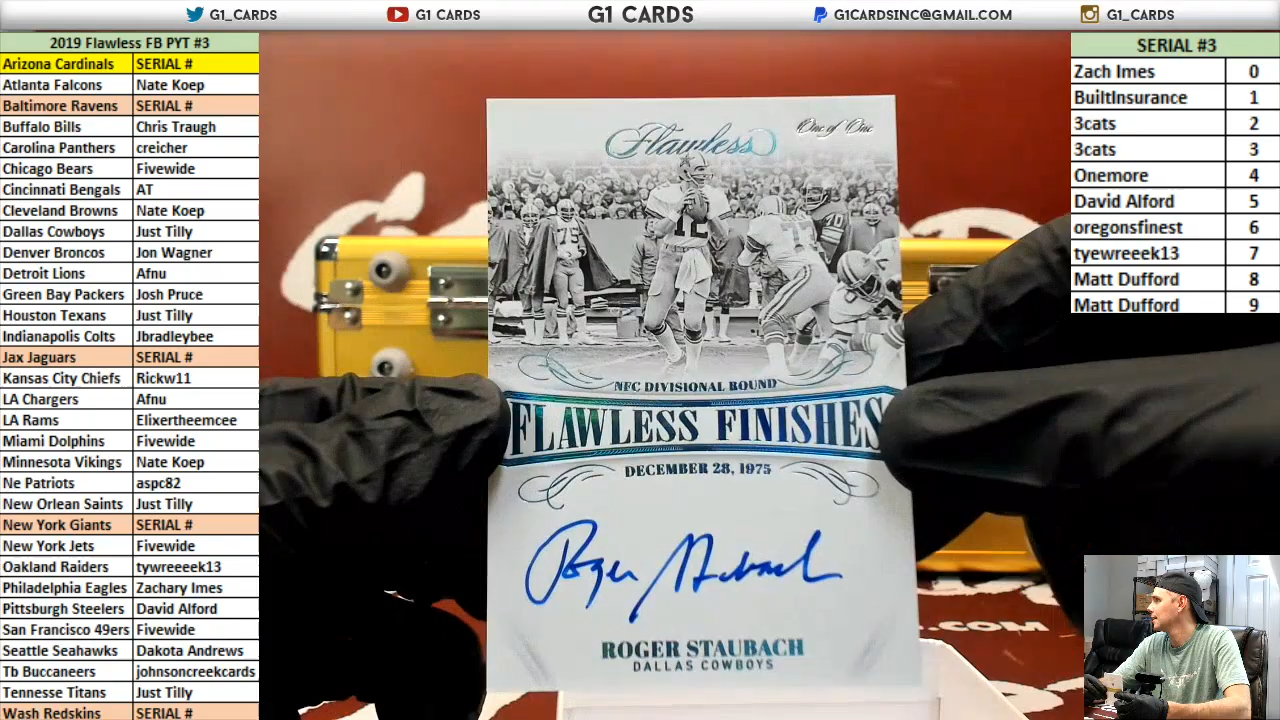 G1_CARDS
G1 CARDS
G1 CARDS
G1CARDSINC@GMAIL.COM
G1_CARDS
2019 Flawless FB PYT #3
Arizona Cardinals SERIAL #
Atlanta Falcons Nate Koep
Baltimore Ravens SERIAL #
Buffalo Bills Chris Traugh
Carolina Panthers creicher
Chicago Bears Fivewide
Cincinnati Bengals AT
Cleveland Browns Nate Koep
Dallas Cowboys Just Tilly
Denver Broncos Jon Wagner
Detroit Lions Afnu
Green Bay Packers Josh Pruce
Houston Texans Just Tilly
Indianapolis Colts Jbradleybee
Jax Jaguars SERIAL #
Kansas City Chiefs Rickw11
LA Chargers Afnu
LA Rams Elixertheemcee
Miami Dolphins Fivewide
Minnesota Vikings Nate Koep
Ne Patriots aspc82
New Orlean Saints Just Tilly
New York Giants SERIAL #
New York Jets Fivewide
Oakland Raiders tywreeeek13
Philadelphia Eagles Zachary Imes
Pittsburgh Steelers David Alford
San Francisco 49ers Fivewide
Seattle Seahawks Dakota Andrews
Tb Buccaneers johnsoncreekcards
Tennesse Titans Just Tilly
Wash Redskins SERIAL #
Flawless
One of One
12
75
70
NFC DIVISIONAL ROUND
FLAWLESS FINISHES
DECEMBER 28, 1975
Roger Staubach
ROGER STAUBACH
DALLAS COWBOYS
.COM
SERIAL #3
Zach Imes 0
BuiltInsurance 1
3cats 2
3cats 3
Onemore 4
David Alford 5
oregonsfinest 6
tyewreeek13 7
Matt Dufford 8
Matt Dufford 9